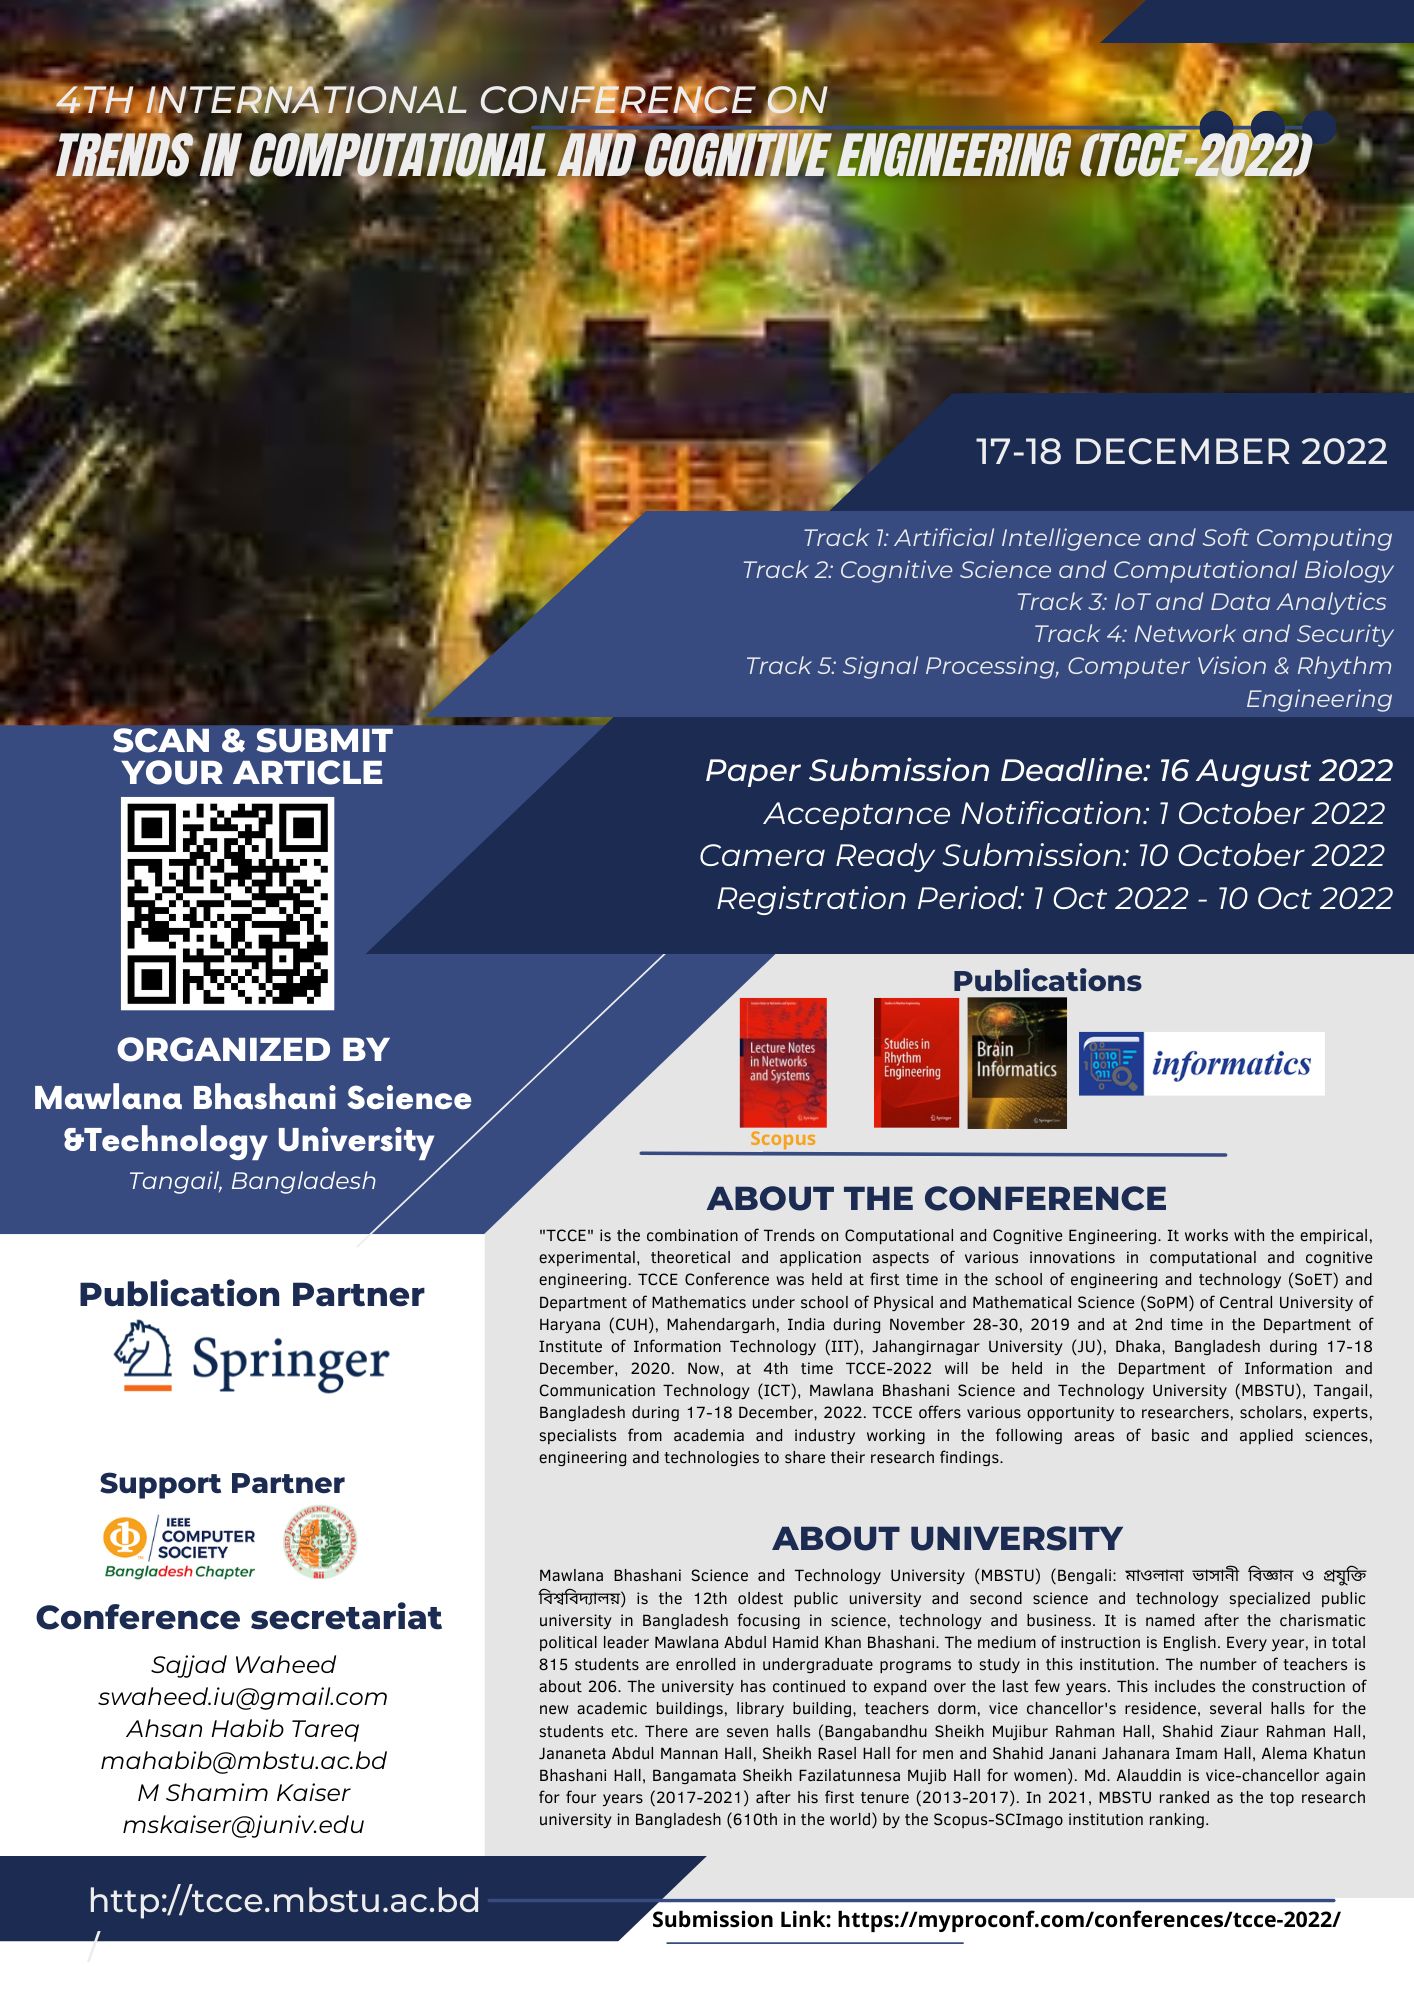 4TH INTERNATIONAL CONFERENCE ON
TRENDS IN COMPUTATIONAL AND COGNITIVE ENGINEERING (TCCE-2022)
17-18 DECEMBER 2022
Track 1: Artificial Intelligence and Soft Computing
Track 2: Cognitive Science and Computational Biology
Track 3: IoT and Data Analytics
Track 4: Network and Security
Track 5: Signal Processing, Computer Vision & Rhythm
Engineering
Paper Submission Deadline: 16 August 2022
Acceptance Notification: 1 October 2022
Camera Ready Submission: 10 October 2022
Registration Period: 1 Oct 2022 - 10 Oct 2022
SCAN & SUBMIT
YOUR ARTICLE
ORGANIZED BY
Mawlana Bhashani Science
&Technology University
Tangail, Bangladesh
Publications
Lecture Notes
in Networks
and Systems
Scopus
Studies in
Rhythm
Engineering
Brain
Informatics
informatics
ABOUT THE CONFERENCE
"TCCE" is the combination of Trends on Computational and Cognitive Engineering. It works with the empirical,
experimental, theoretical and application aspects of various innovations in computational and cognitive
engineering. TCCE Conference was held at first time in the school of engineering and technology (SoET) and
Department of Mathematics under school of Physical and Mathematical Science (SoPM) of Central University of
Haryana (CUH), Mahendargarh, India during November 28-30, 2019 and at 2nd time in the Department of
Institute of Information Technology (IIT), Jahangirnagar University (JU), Dhaka, Bangladesh during 17-18
December, 2020. Now, at 4th time TCCE-2022 will be held in the Department of Information and
Communication Technology (ICT), Mawlana Bhashani Science and Technology University (MBSTU), Tangail,
Bangladesh during 17-18 December, 2022. TCCE offers various opportunity to researchers, scholars, experts,
specialists from academia and industry working in the following areas of basic and applied sciences,
engineering and technologies to share their research findings.
ABOUT UNIVERSITY
Mawlana Bhashani Science and Technology University (MBSTU) (Bengali: মাওলানা ভাসানী বিজ্ঞান ও প্রযুক্তি
বিশ্ববিদ্যালয়) is the 12th oldest public university and second science and technology specialized public
university in Bangladesh focusing in science, technology and business. It is named after the charismatic
political leader Mawlana Abdul Hamid Khan Bhashani. The medium of instruction is English. Every year, in total
815 students are enrolled in undergraduate programs to study in this institution. The number of teachers is
about 206. The university has continued to expand over the last few years. This includes the construction of
new academic buildings, library building, teachers dorm, vice chancellor's residence, several halls for the
students etc. There are seven halls (Bangabandhu Sheikh Mujibur Rahman Hall, Shahid Ziaur Rahman Hall,
Jananeta Abdul Mannan Hall, Sheikh Rasel Hall for men and Shahid Janani Jahanara Imam Hall, Alema Khatun
Bhashani Hall, Bangamata Sheikh Fazilatunnesa Mujib Hall for women). Md. Alauddin is vice-chancellor again
for four years (2017-2021) after his first tenure (2013-2017). In 2021, MBSTU ranked as the top research
university in Bangladesh (610th in the world) by the Scopus-SCImago institution ranking.
Publication Partner
Springer
Support Partner
IEEE
COMPUTER
SOCIETY
Bangladesh Chapter
APPLIED INTELLIGENCE AND INFORMATICS
aii
Conference secretariat
Sajjad Waheed
swaheed.iu@gmail.com
Ahsan Habib Tareq
mahabib@mbstu.ac.bd
M Shamim Kaiser
mskaiser@juniv.edu
http://tcce.mbstu.ac.bd
/
Submission Link: https://myproconf.com/conferences/tcce-2022/